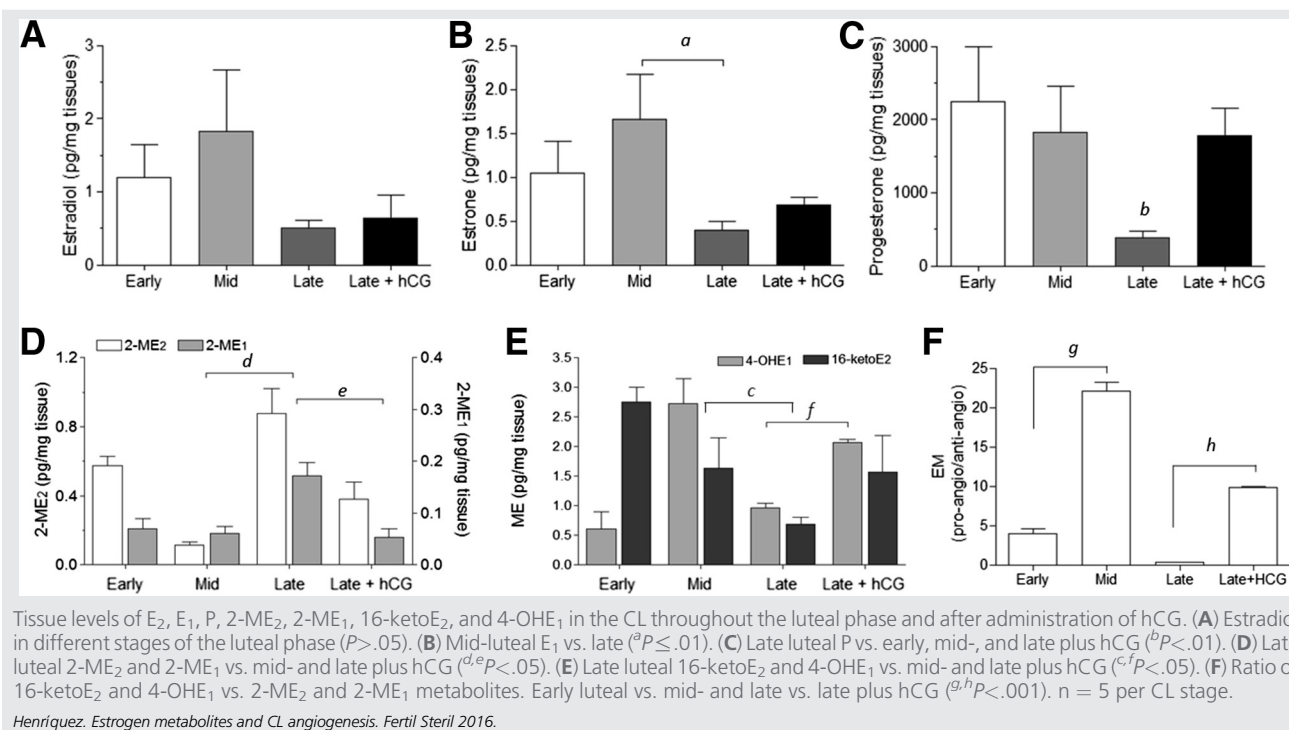 A
B
C
3
2
1
0
Estradiol (pg/mg tissues)
Early Mid Late Late + hCG
2.5
2.0
1.5
1.0
0.5
0.0
Estrone (pg/mg tissues)
a
Early Mid Late Late + hCG
3000
2000
1000
0
Progesterone (pg/mg tissues)
b
Early Mid Late Late + hCG
D
E
F
2-ME2 2-ME1
1.2
0.8
0.4
0.0
2-ME2 (pg/mg tissue)
d
e
0.4
0.3
0.2
0.1
0.0
2-ME1 (pg/mg tissue)
Early Mid Late Late + hCG
4-OHE1 16-ketoE2
3.5
3.0
2.5
2.0
1.5
1.0
0.5
0.0
ME (pg/mg tissue)
c
f
Early Mid Late Late + hCG
25
20
15
10
5
0
EM
(pro-angio/anti-angio)
g
h
Early Mid Late Late+HCG
Tissue levels of E2, E1, P, 2-ME2, 2-ME1, 16-ketoE2, and 4-OHE1 in the CL throughout the luteal phase and after administration of hCG. (A)
in different stages of the luteal phase (P>.05). (B) Mid-luteal E1 vs. late (aP≤.01). (C) Late luteal P vs. early, mid-, and late plus hCG (bP<.01). (D)
luteal 2-ME2 and 2-ME1 vs. mid- and late plus hCG (d,eP<.05). (E) Late luteal 16-ketoE2 and 4-OHE1 vs. mid- and late plus hCG (c,fP<.05). (F) Ratio
16-ketoE2 and 4-OHE1 vs. 2-ME2 and 2-ME1 metabolites. Early luteal vs. mid- and late vs. late plus hCG (g,hP<.001). n = 5 per CL stage.
Henríquez. Estrogen metabolites and CL angiogenesis. Fertil Steril 2016.